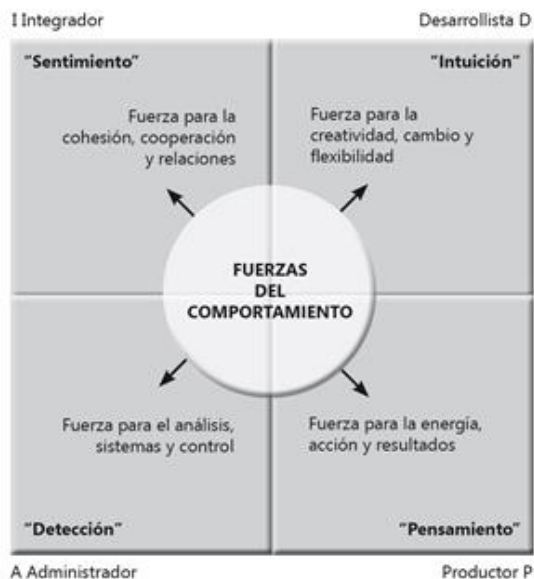 I Integrador
Desarrollista D
"Sentimiento"
"Intuición"
Fuerza para la
cohesión, cooperación
y relaciones
Fuerza para la
creatividad, cambio y
flexibilidad
FUERZAS
DEL
COMPORTAMIENTO
Fuerza para el análisis,
sistemas y control
Fuerza para la energía,
acción y resultados
"Detección"
"Pensamiento"
A Administrador
Productor P